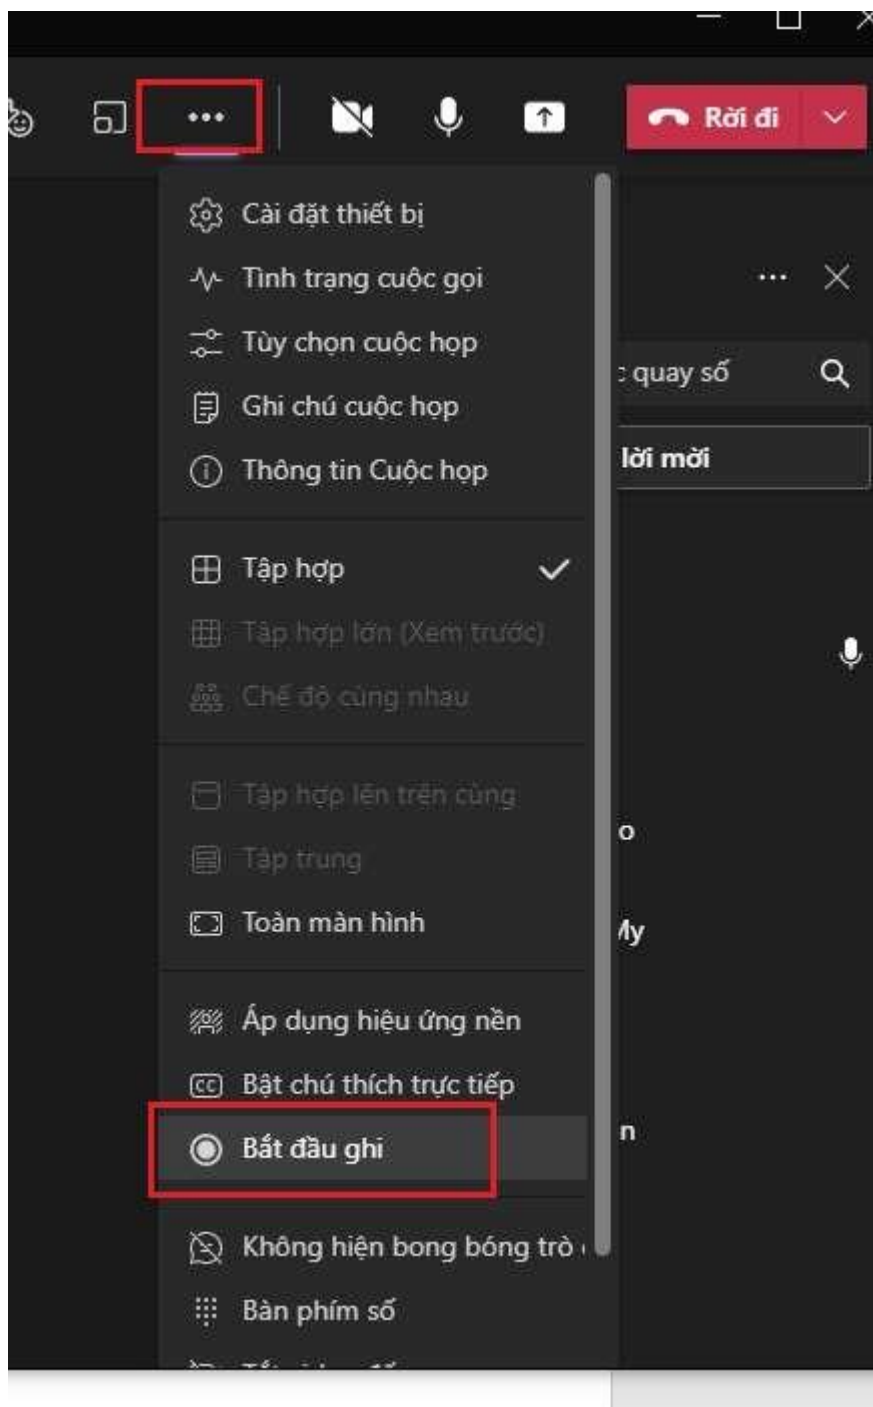 Rời đi
Cài đặt thiết bị
Tình trạng cuộc gọi
Tùy chọn cuộc họp
quay số
Ghi chú cuộc họp
lời mời
Thông tin Cuộc họp
Tập hợp
Tập hợp lớn (Xem trước)
Chế độ cùng nhau
Tập hợp lên trên cùng
o
Tập trung
Toàn màn hình
My
Áp dụng hiệu ứng nền
CC Bật chú thích trực tiếp
n
Bắt đầu ghi
Không hiện bong bóng trò
Bàn phím số